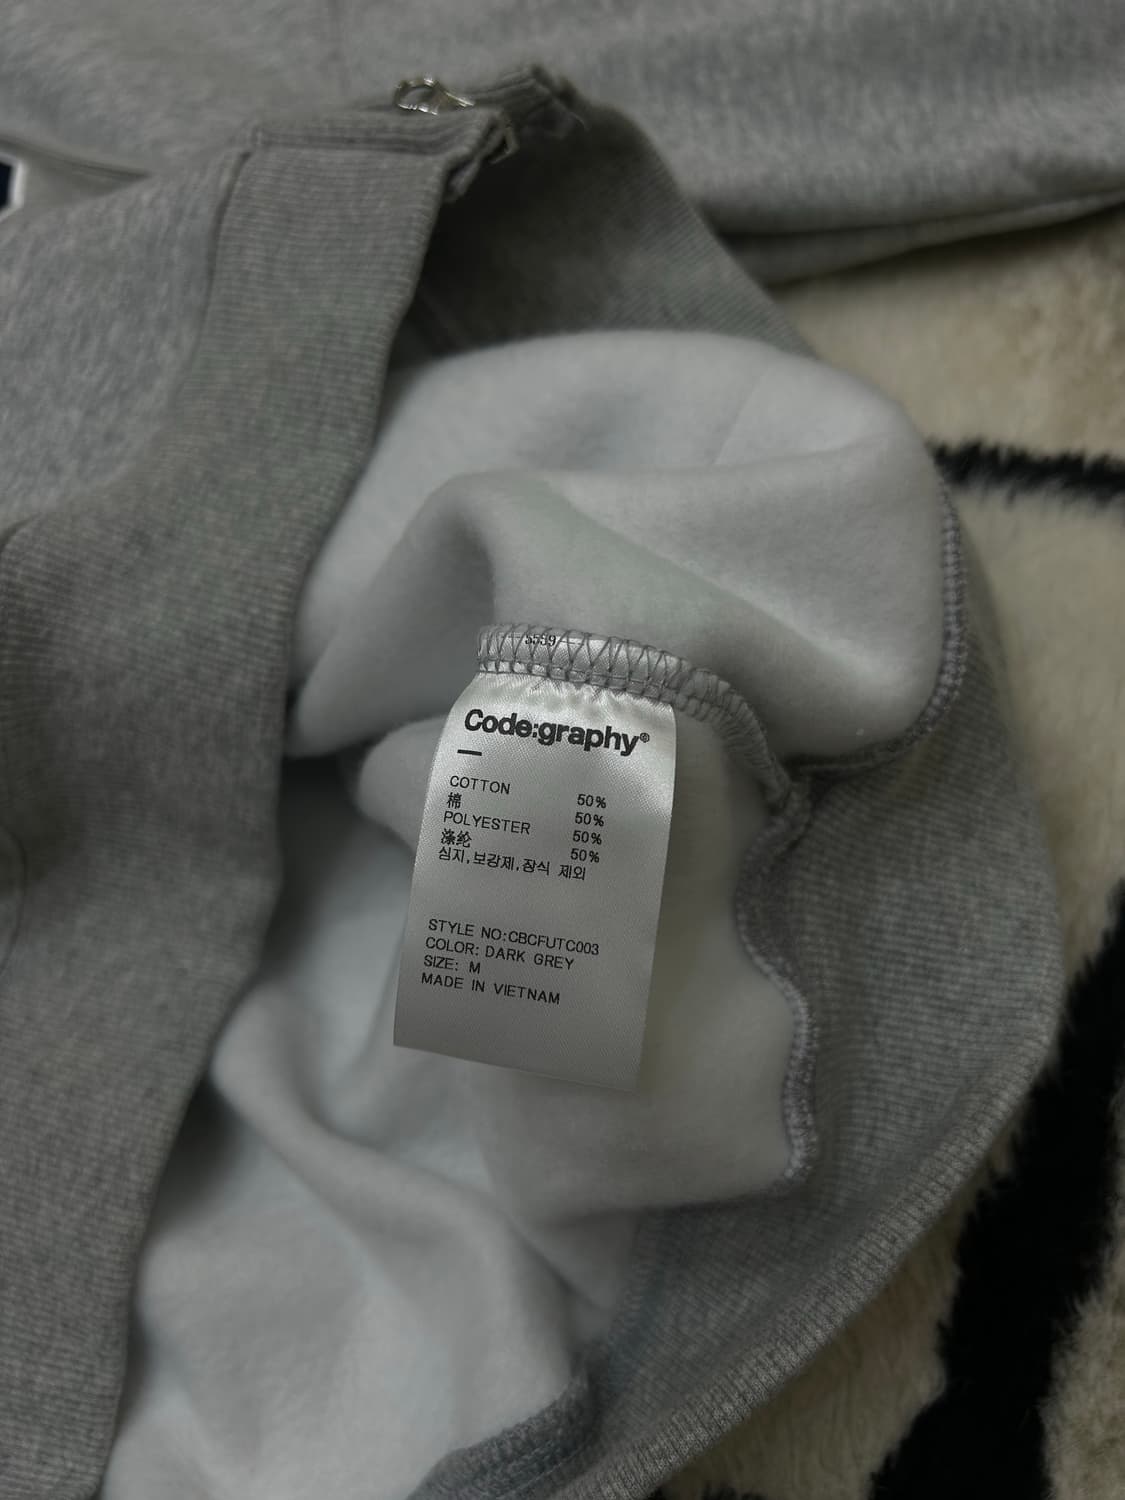 5539
Code:graphy®
COTTON 50%
棉 50%
POLYESTER 50%
涤纶 50%
심지,보강제,장식 제외
STYLE NO:CBCFUTC003
COLOR: DARK GREY
SIZE: M
MADE IN VIETNAM